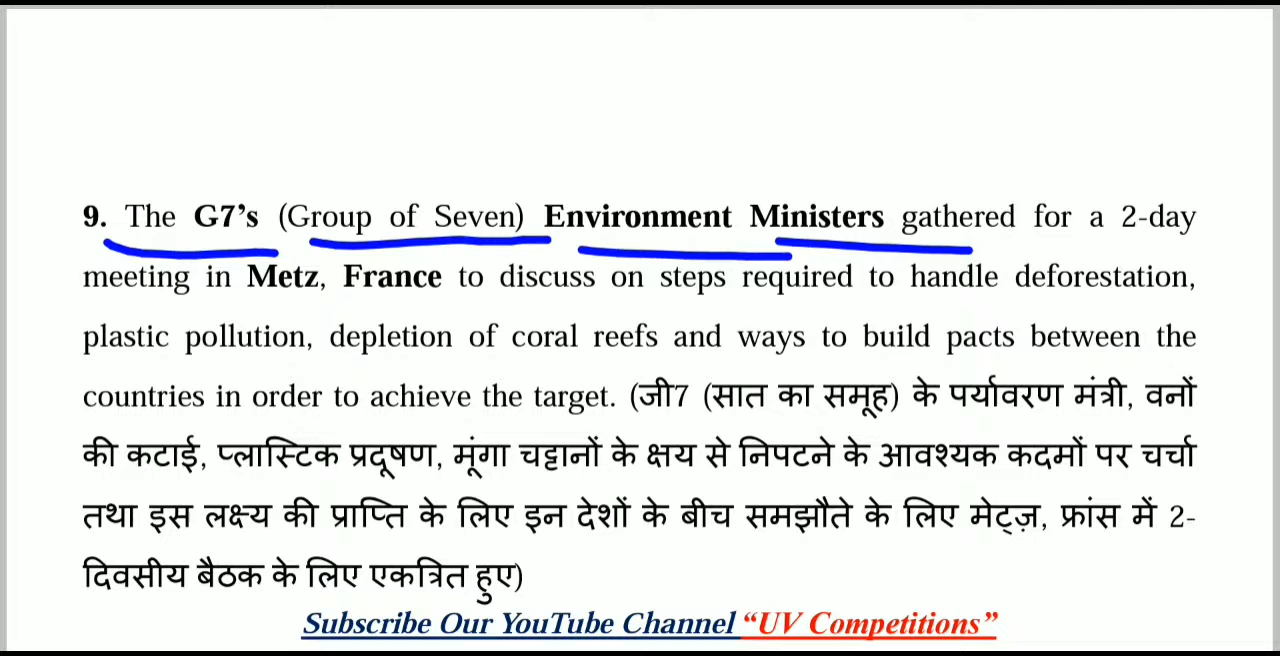 9. The G7’s (Group of Seven) Environment Ministers gathered for a 2-day
meeting in Metz, France to discuss on steps required to handle deforestation,
plastic pollution, depletion of coral reefs and ways to build pacts between the
countries in order to achieve the target. (जी7 (सात का समूह) के पर्यावरण मंत्री, वनों
की कटाई, प्लास्टिक प्रदूषण, मूंगा चट्टानों के क्षय से निपटने के आवश्यक कदमों पर चर्चा
तथा इस लक्ष्य की प्राप्ति के लिए इन देशों के बीच समझौते के लिए मेट्ज़, फ्रांस में 2-
दिवसीय बैठक के लिए एकत्रित हुए)
Subscribe Our YouTube Channel “UV Competitions”